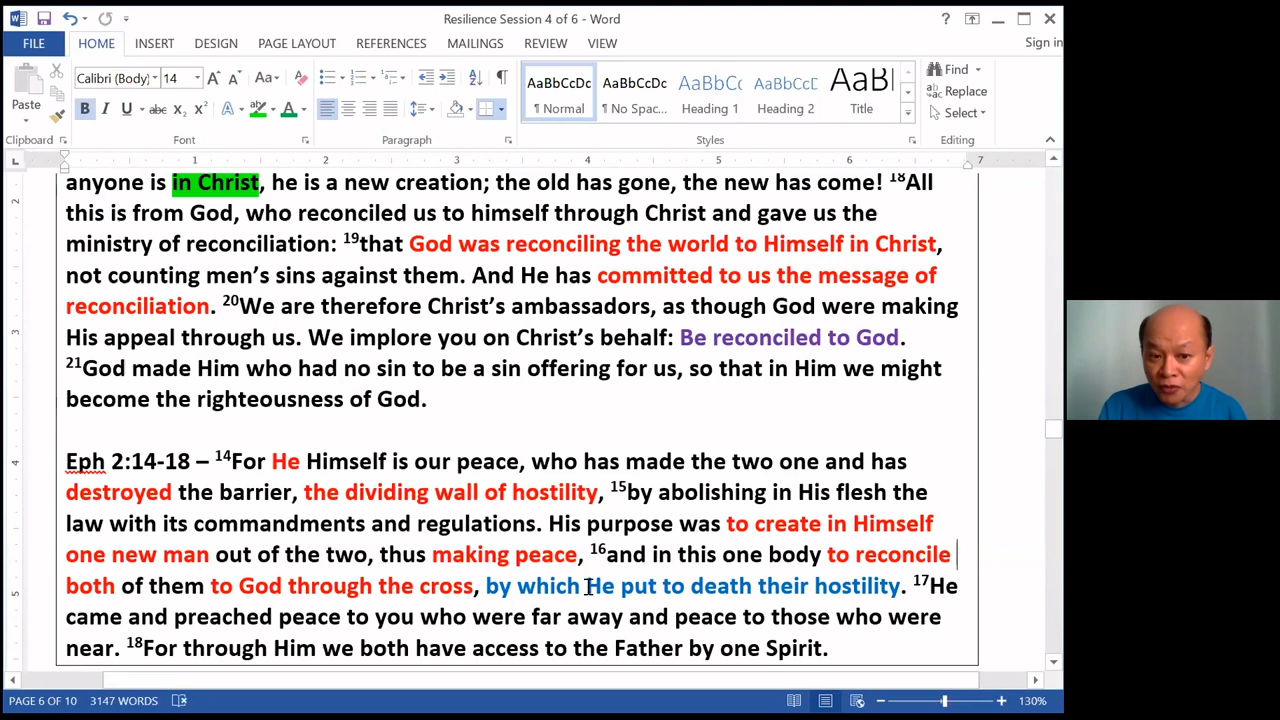 Resilience Session 4 of 6 - Word
FILE HOME INSERT DESIGN PAGE LAYOUT REFERENCES MAILINGS REVIEW VIEW Sign in
Calibri (Body) 14
Paste
Clipboard Font Paragraph Styles Editing
AaBbCcDc AaBbCcDc AaBbCc AaBbCcD
¶ Normal ¶ No Spac... Heading 1 Heading 2 Title
Find
Replace
Select
1 2 3 4 5 6 7
anyone is in Christ, he is a new creation; the old has gone, the new has come! 18All
this is from God, who reconciled us to himself through Christ and gave us the
ministry of reconciliation: 19that God was reconciling the world to Himself in Christ,
not counting men’s sins against them. And He has committed to us the message of
reconciliation. 20We are therefore Christ’s ambassadors, as though God were making
His appeal through us. We implore you on Christ’s behalf: Be reconciled to God.
21God made Him who had no sin to be a sin offering for us, so that in Him we might
become the righteousness of God.
Eph 2:14-18 – 14For He Himself is our peace, who has made the two one and has
destroyed the barrier, the dividing wall of hostility, 15by abolishing in His flesh the
law with its commandments and regulations. His purpose was to create in Himself
one new man out of the two, thus making peace, 16and in this one body to reconcile
both of them to God through the cross, by which He put to death their hostility. 17He
came and preached peace to you who were far away and peace to those who were
near. 18For through Him we both have access to the Father by one Spirit.
PAGE 6 OF 10 3147 WORDS 130%